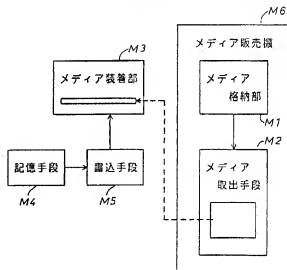 M6
メディア販売機
M3
メディア装着部
メディア
格納部
M1
M2
メディア
取出手段
記憶手段
書込手段
M4
M5